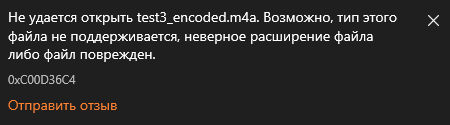 Не удается открыть test3_encoded.m4a. Возможно, тип этого
файла не поддерживается, неверное расширение файла
либо файл поврежден.
0xC00D36C4
Отправить отзыв